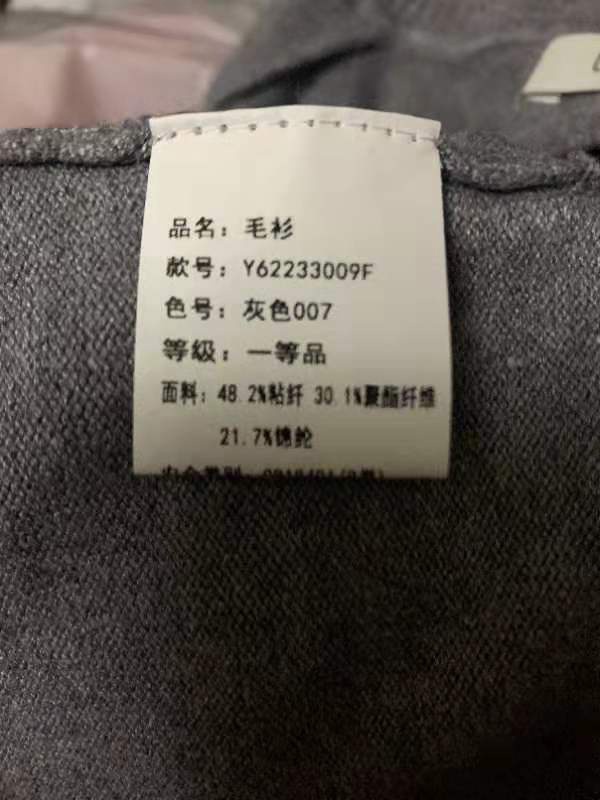 品名：毛衫
款号：Y62233009F
色号：灰色007
等级：一等品
面料：48.2%粘纤 30.1%聚酯纤维
21.7%锦纶